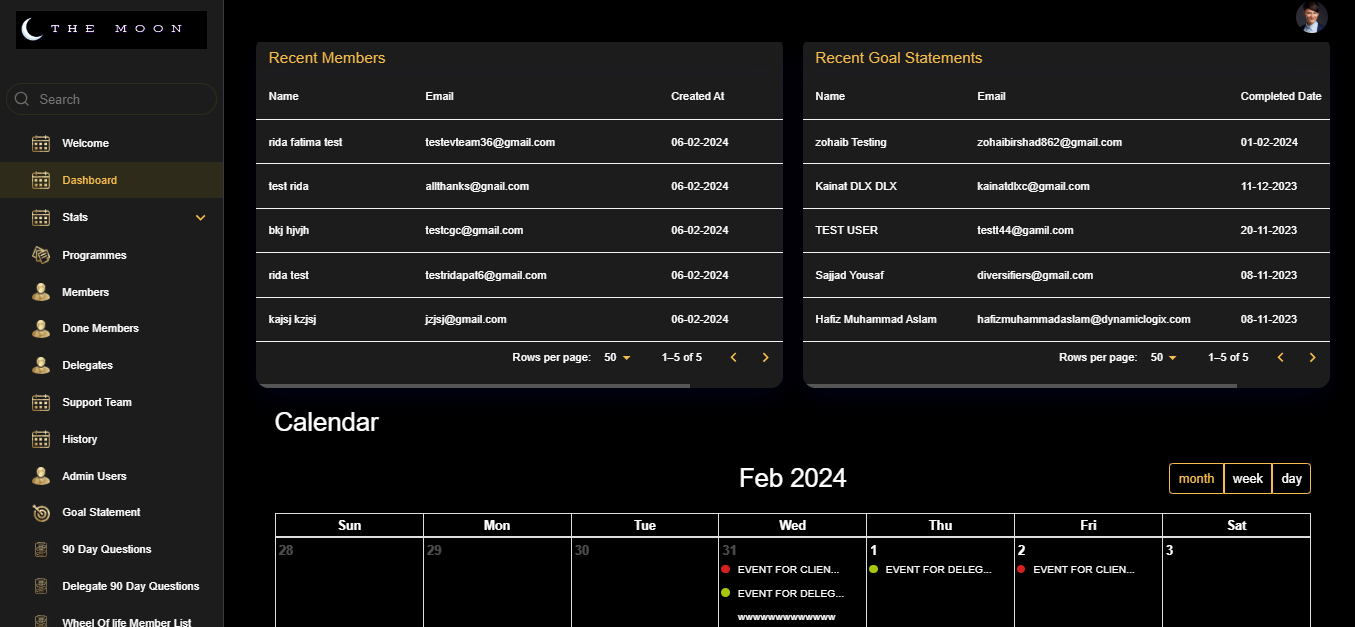 THE MOON
Search
Welcome
Dashboard
Stats
Programmes
Members
Done Members
Delegates
Support Team
History
Admin Users
Goal Statement
90 Day Questions
Delegate 90 Day Questions
Wheel Of life Member List
Recent Members
Name Email Created At
rida fatima test testevteam36@gmail.com 06-02-2024
test rida allthanks@gnail.com 06-02-2024
bkj hjvjh testcgc@gmail.com 06-02-2024
rida test testridapat6@gmail.com 06-02-2024
kajsj kzjsj jzjsj@gmail.com 06-02-2024
Rows per page: 50 1–5 of 5
Recent Goal Statements
Name Email Completed Date
zohaib Testing zohaibirshad862@gmail.com 01-02-2024
Kainat DLX DLX kainatdlxc@gmail.com 11-12-2023
TEST USER testt44@gamil.com 20-11-2023
Sajjad Yousaf diversifiers@gmail.com 08-11-2023
Hafiz Muhammad Aslam hafizmuhammadaslam@dynamiclogix.com 08-11-2023
Rows per page: 50 1–5 of 5
Calendar
Feb 2024
month week day
Sun Mon Tue Wed Thu Fri Sat
28 29 30 31 1 2 3
EVENT FOR CLIEN... EVENT FOR DELEG... EVENT FOR CLIEN...
EVENT FOR DELEG...